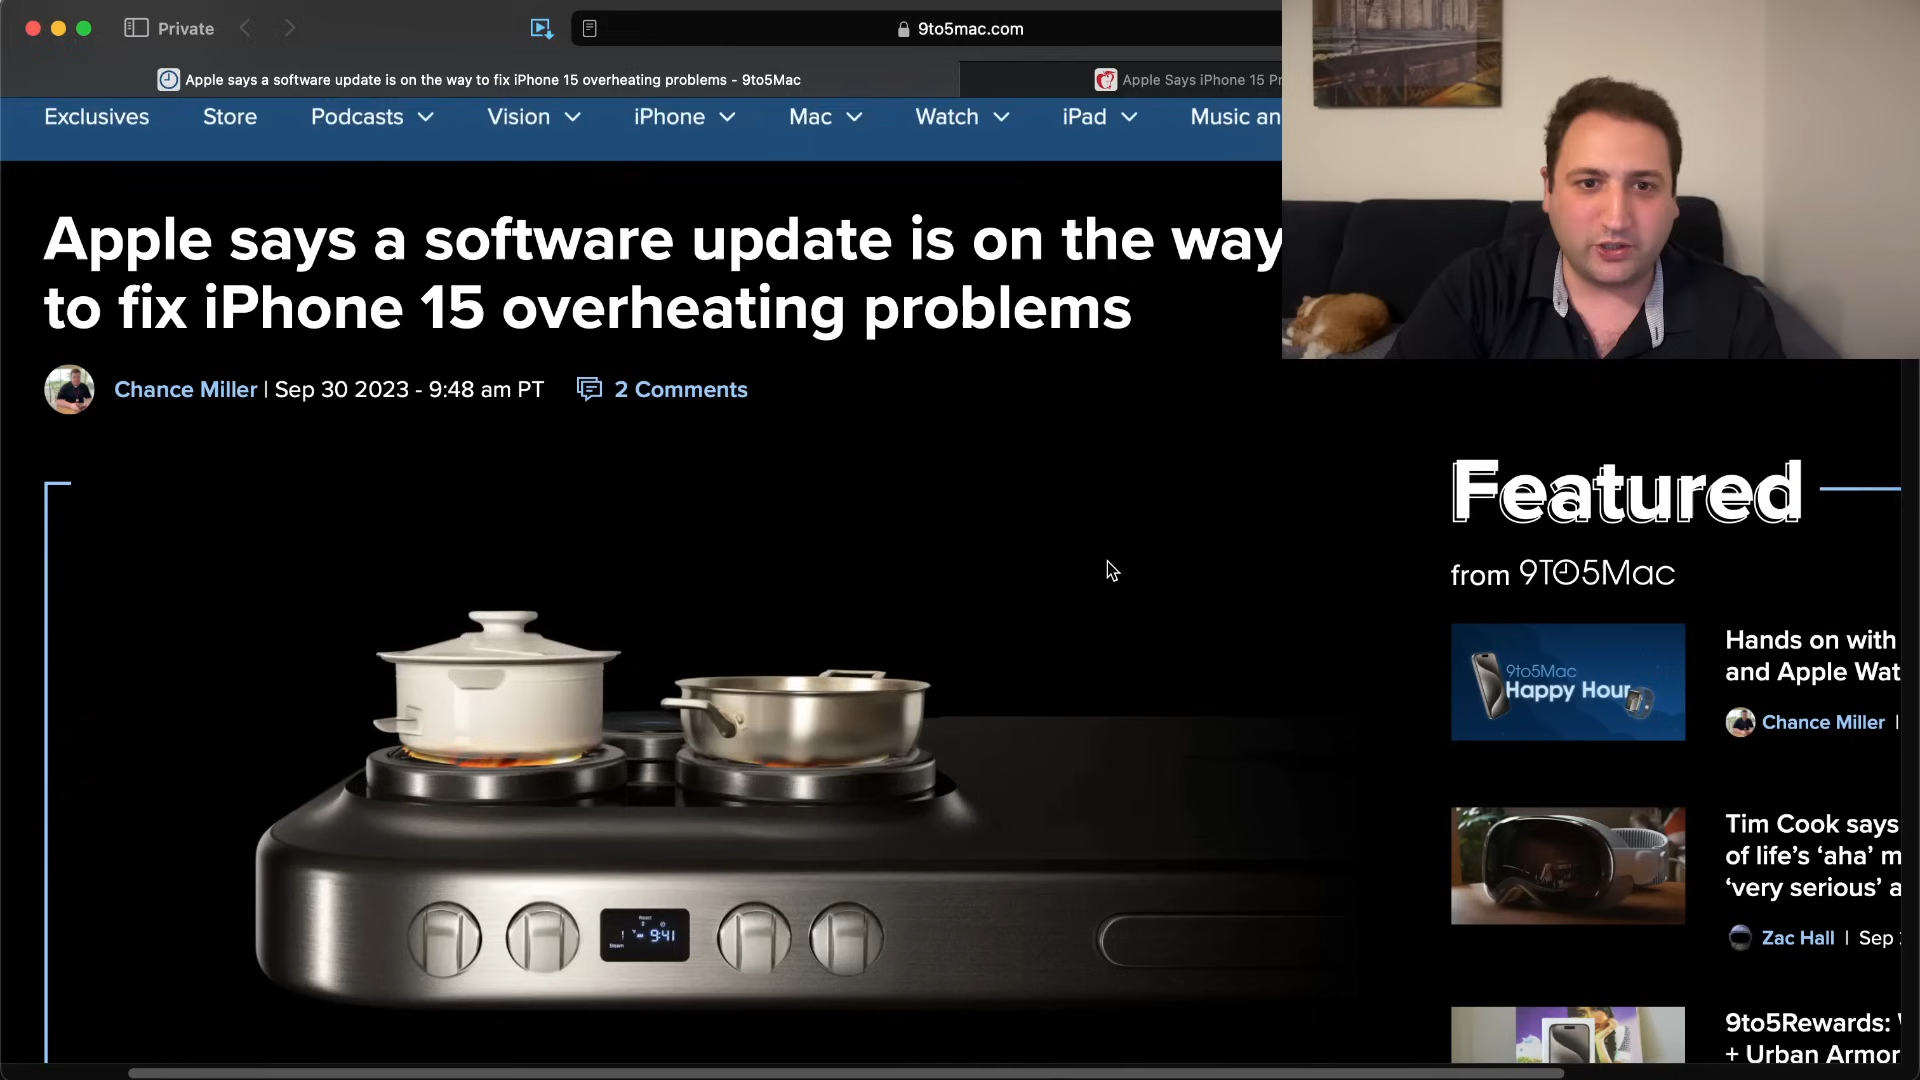 Private
9to5mac.com
Apple says a software update is on the way to fix iPhone 15 overheating problems - 9to5Mac
Apple Says iPhone 15 Pr
Exclusives
Store
Podcasts
Vision
iPhone
Mac
Watch
iPad
Music an
Apple says a software update is on the way
to fix iPhone 15 overheating problems
Chance Miller | Sep 30 2023 - 9:48 am PT
2 Comments
9:41
Featured
from 9TO5Mac
9to5Mac
Happy Hour
Hands on with
and Apple Wat
Chance Miller |
Tim Cook says
of life's 'aha' m
'very serious' a
Zac Hall | Sep
9to5Rewards:
+ Urban Armor